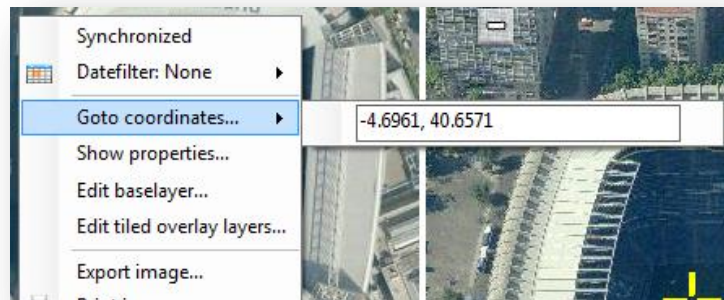 Synchronized
Datefilter: None
Goto coordinates...
-4.6961, 40.6571
Show properties...
Edit baselayer...
Edit tiled overlay layers...
Export image...